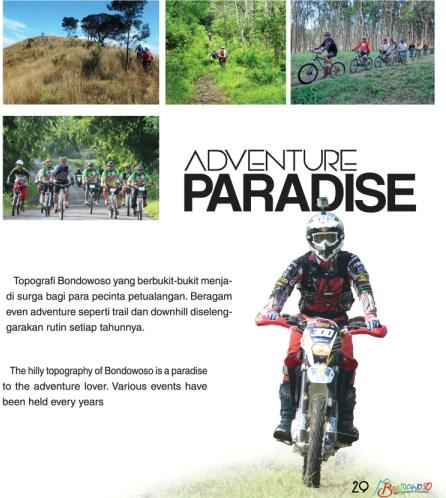 ADVENTURE
PARADISE
Topografi Bondowoso yang berbukit-bukit menja-
di surga bagi para pecinta petualangan. Beragam
even adventure seperti trail dan downhill diseleng-
garakan rutin setiap tahunnya.
The hilly topography of Bondowoso is a paradise
to the adventure lover. Various events have
been held every years
300
29
BONDOWOSO